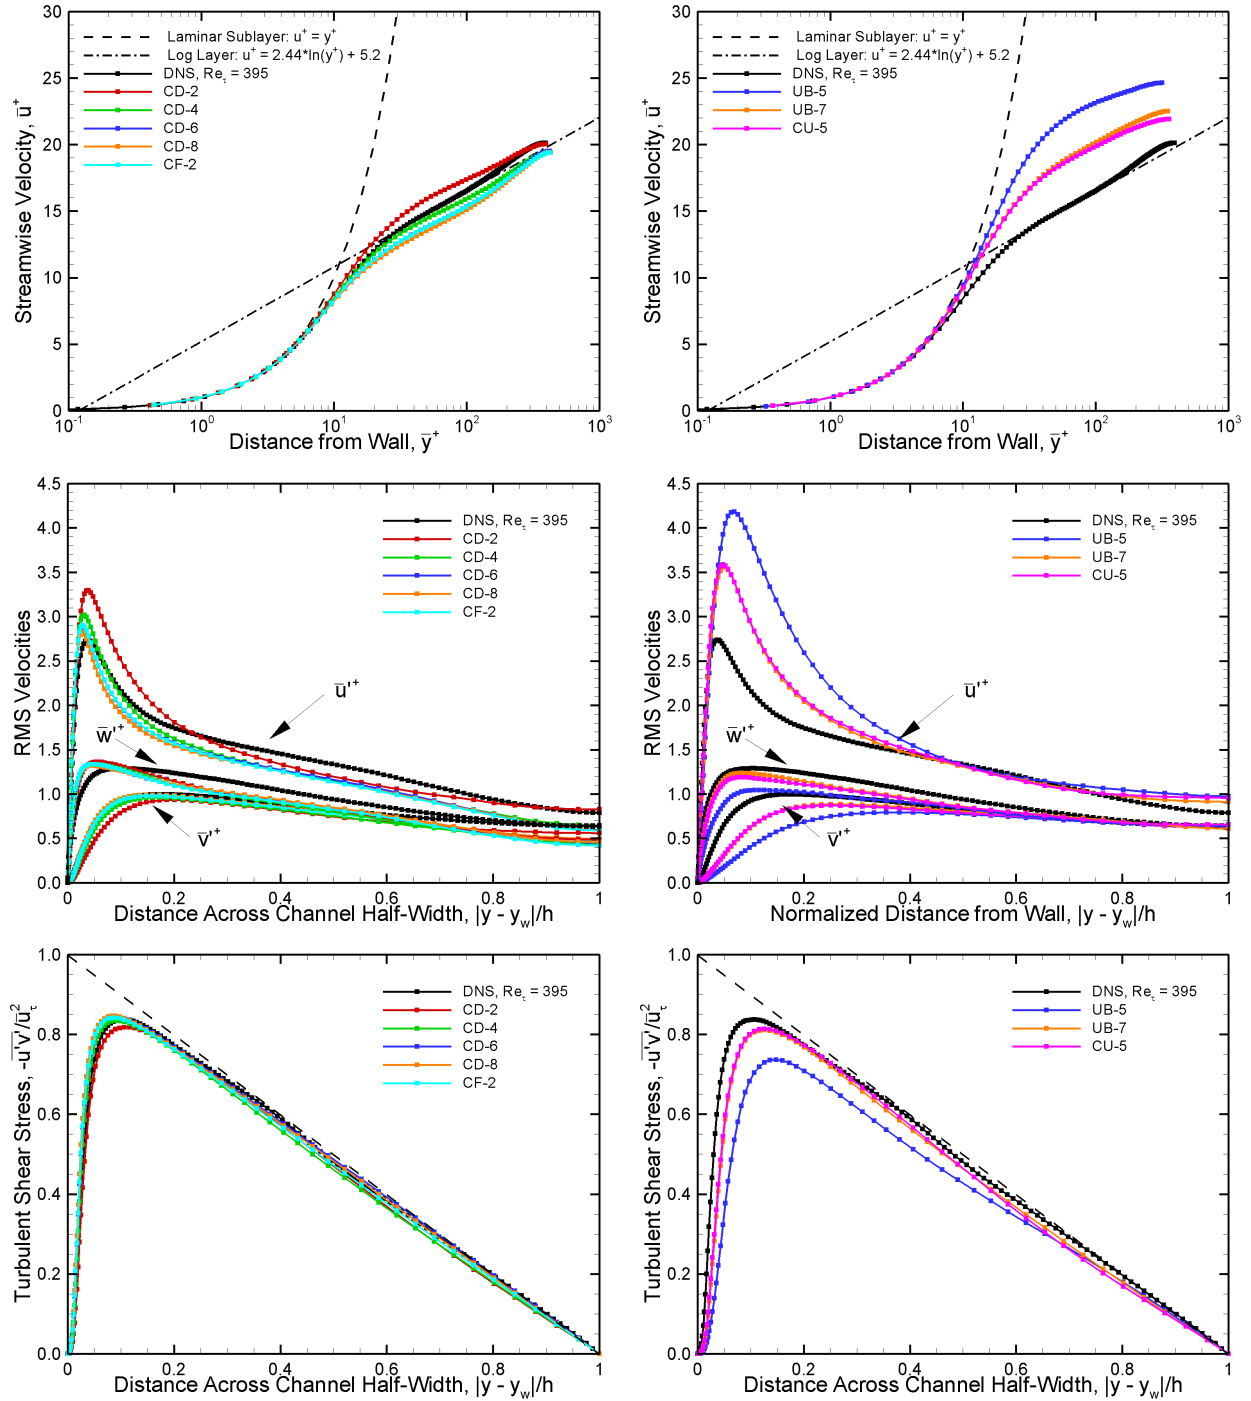 30
25
20
15
10
5
0
Streamwise Velocity, u̅⁺
Laminar Sublayer: u⁺ = y⁺
Log Layer: u⁺ = 2.44*ln(y⁺) + 5.2
DNS, Reτ = 395
CD-2
CD-4
CD-6
CD-8
CF-2
10⁻¹ 10⁰ 10¹ 10² 10³
Distance from Wall, y̅⁺
30
25
20
15
10
5
0
Streamwise Velocity, u̅⁺
Laminar Sublayer: u⁺ = y⁺
Log Layer: u⁺ = 2.44*ln(y⁺) + 5.2
DNS, Reτ = 395
UB-5
UB-7
CU-5
10⁻¹ 10⁰ 10¹ 10² 10³
Distance from Wall, y̅⁺
4.5
4.0
3.5
3.0
2.5
2.0
1.5
1.0
0.5
0.0
RMS Velocities
DNS, Reτ = 395
CD-2
CD-4
CD-6
CD-8
CF-2
u̅'⁺
w̅'⁺
v̅'⁺
0 0.2 0.4 0.6 0.8 1
Distance Across Channel Half-Width, |y - y_w|/h
4.5
4.0
3.5
3.0
2.5
2.0
1.5
1.0
0.5
0.0
RMS Velocities
DNS, Reτ = 395
UB-5
UB-7
CU-5
u̅'⁺
w̅'⁺
v̅'⁺
0 0.2 0.4 0.6 0.8 1
Normalized Distance from Wall, |y - y_w|/h
1.0
0.8
0.6
0.4
0.2
0.0
Turbulent Shear Stress, -u̅'̅v̅'̅/u̅²τ
DNS, Reτ = 395
CD-2
CD-4
CD-6
CD-8
CF-2
0 0.2 0.4 0.6 0.8 1
Distance Across Channel Half-Width, |y - y_w|/h
1.0
0.8
0.6
0.4
0.2
0.0
Turbulent Shear Stress, -u̅'̅v̅'̅/u̅²τ
DNS, Reτ = 395
UB-5
UB-7
CU-5
0 0.2 0.4 0.6 0.8 1
Distance Across Channel Half-Width, |y - y_w|/h